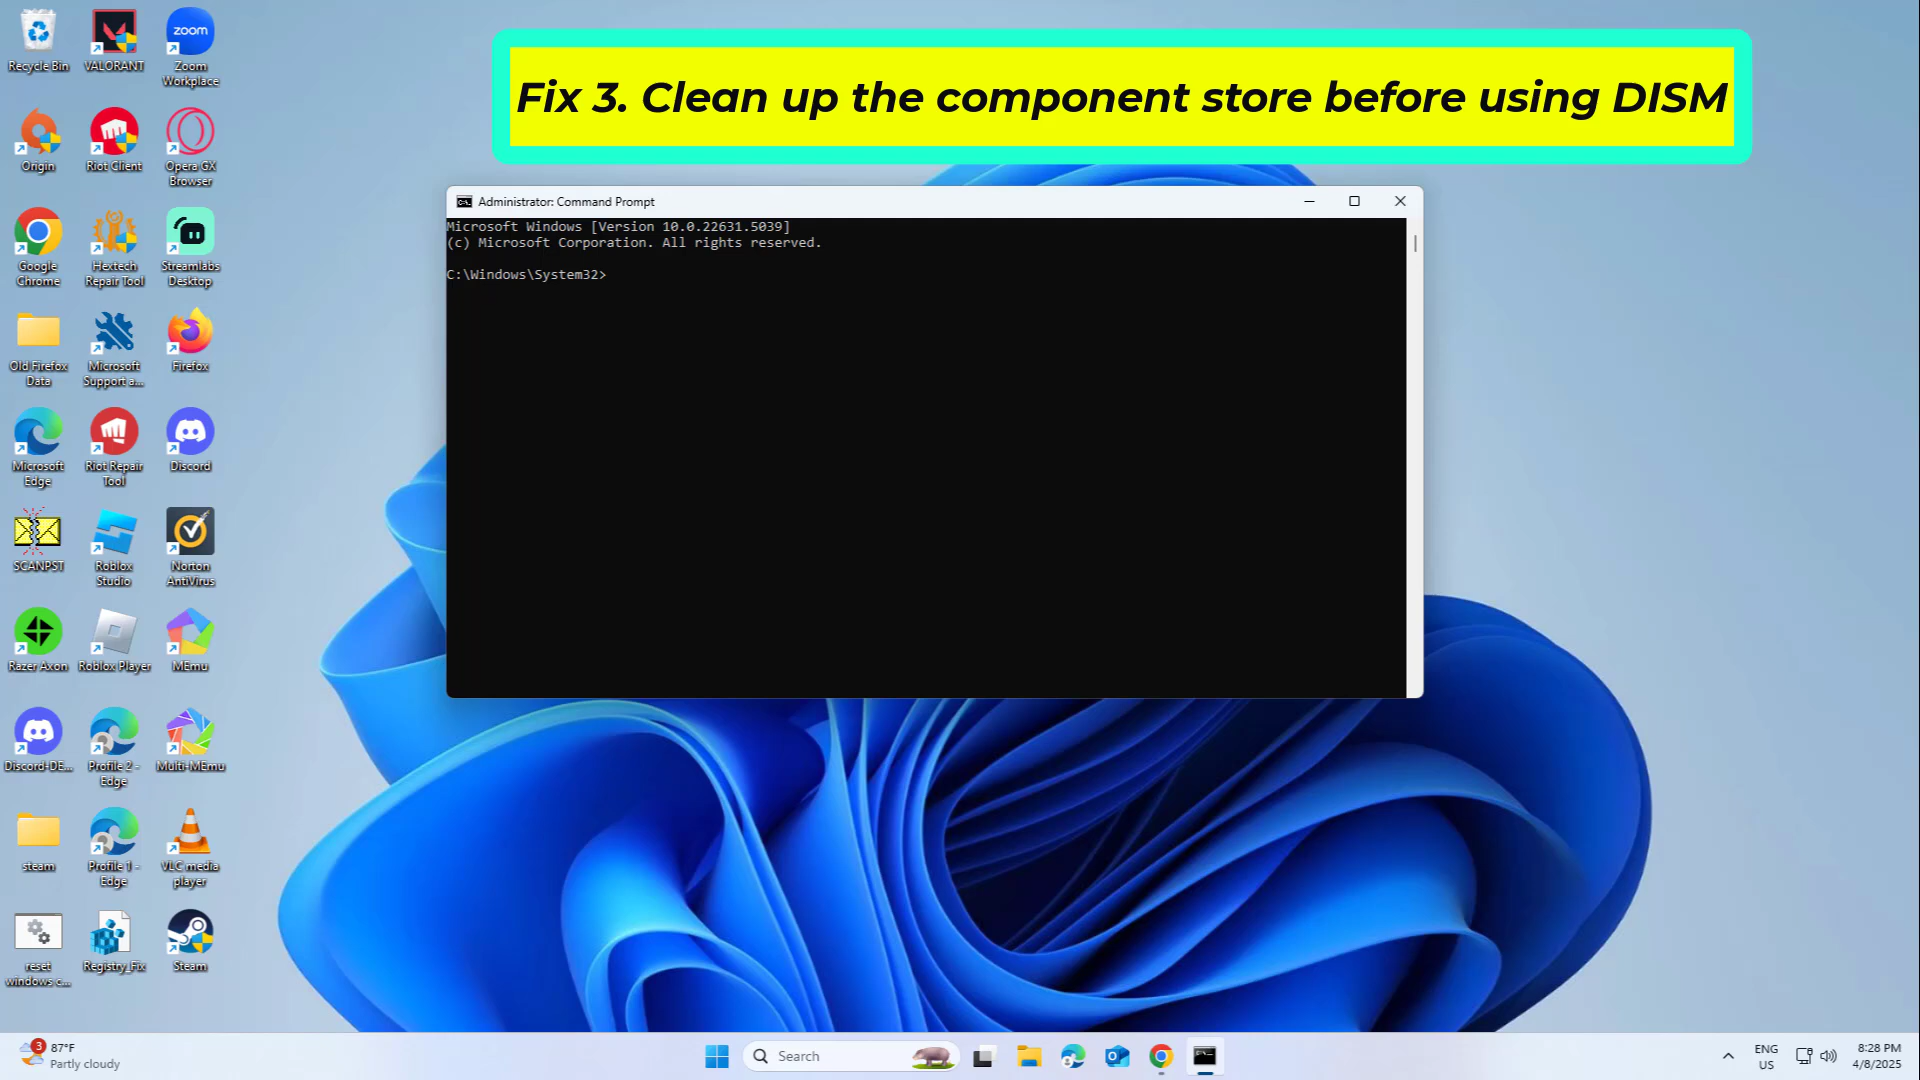 Fix 3. Clean up the component store before using DISM
Recycle Bin
VALORANT
zoom
Zoom
Workplace
Origin
Riot Client
Opera GX
Browser
Google
Chrome
Hextech
Repair Tool
Streamlabs
Desktop
Old Firefox
Data
Microsoft
Support a...
Firefox
Microsoft
Edge
Riot Repair
Tool
Discord
SCANPST
Roblox
Studio
Norton
AntiVirus
Razer Axon
Roblox Player
MEmu
Discord-DE...
Profile 2 -
Edge
Multi-MEmu
steam
Profile 1 -
Edge
VLC media
player
reset
windows c...
Registry_Fix
Steam
Administrator: Command Prompt
Microsoft Windows [Version 10.0.22631.5039]
(c) Microsoft Corporation. All rights reserved.
C:\Windows\System32>
3
87°F
Partly cloudy
Search
ENG
US
8:28 PM
4/8/2025